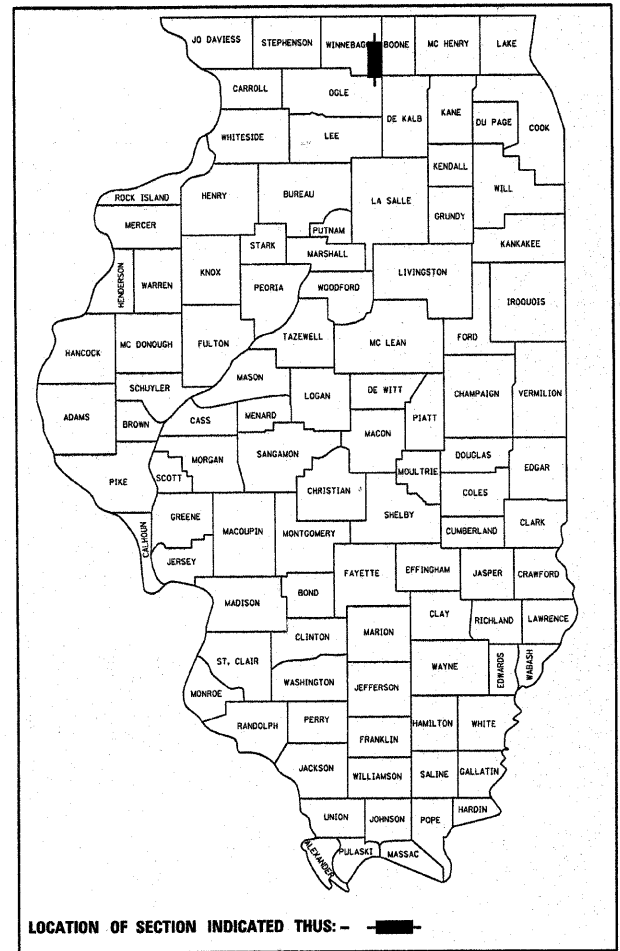 JO DAVIESS STEPHENSON WINNEBAGO BOONE MC HENRY LAKE
CARROLL OGLE DE KALB KANE DU PAGE COOK
WHITESIDE LEE
KENDALL WILL
ROCK ISLAND HENRY BUREAU LA SALLE GRUNDY
MERCER PUTNAM KANKAKEE
STARK MARSHALL
HENDERSON WARREN KNOX PEORIA WOODFORD LIVINGSTON IROQUOIS
HANCOCK MC DONOUGH FULTON TAZEWELL MC LEAN FORD
MASON
SCHUYLER LOGAN DE WITT CHAMPAIGN VERMILION
ADAMS BROWN CASS MENARD MACON PIATT
MORGAN SANGAMON DOUGLAS EDGAR
PIKE SCOTT CHRISTIAN MOULTRIE COLES
GREENE SHELBY
CALHOUN MACOUPIN MONTGOMERY CUMBERLAND CLARK
JERSEY FAYETTE EFFINGHAM JASPER CRAWFORD
MADISON BOND
CLAY RICHLAND LAWRENCE
CLINTON MARION
ST. CLAIR WAYNE EDWARDS WABASH
WASHINGTON JEFFERSON
MONROE
RANDOLPH PERRY HAMILTON WHITE
FRANKLIN
JACKSON WILLIAMSON SALINE GALLATIN
UNION JOHNSON POPE HARDIN
ALEXANDER PULASKI MASSAC
LOCATION OF SECTION INDICATED THUS: -